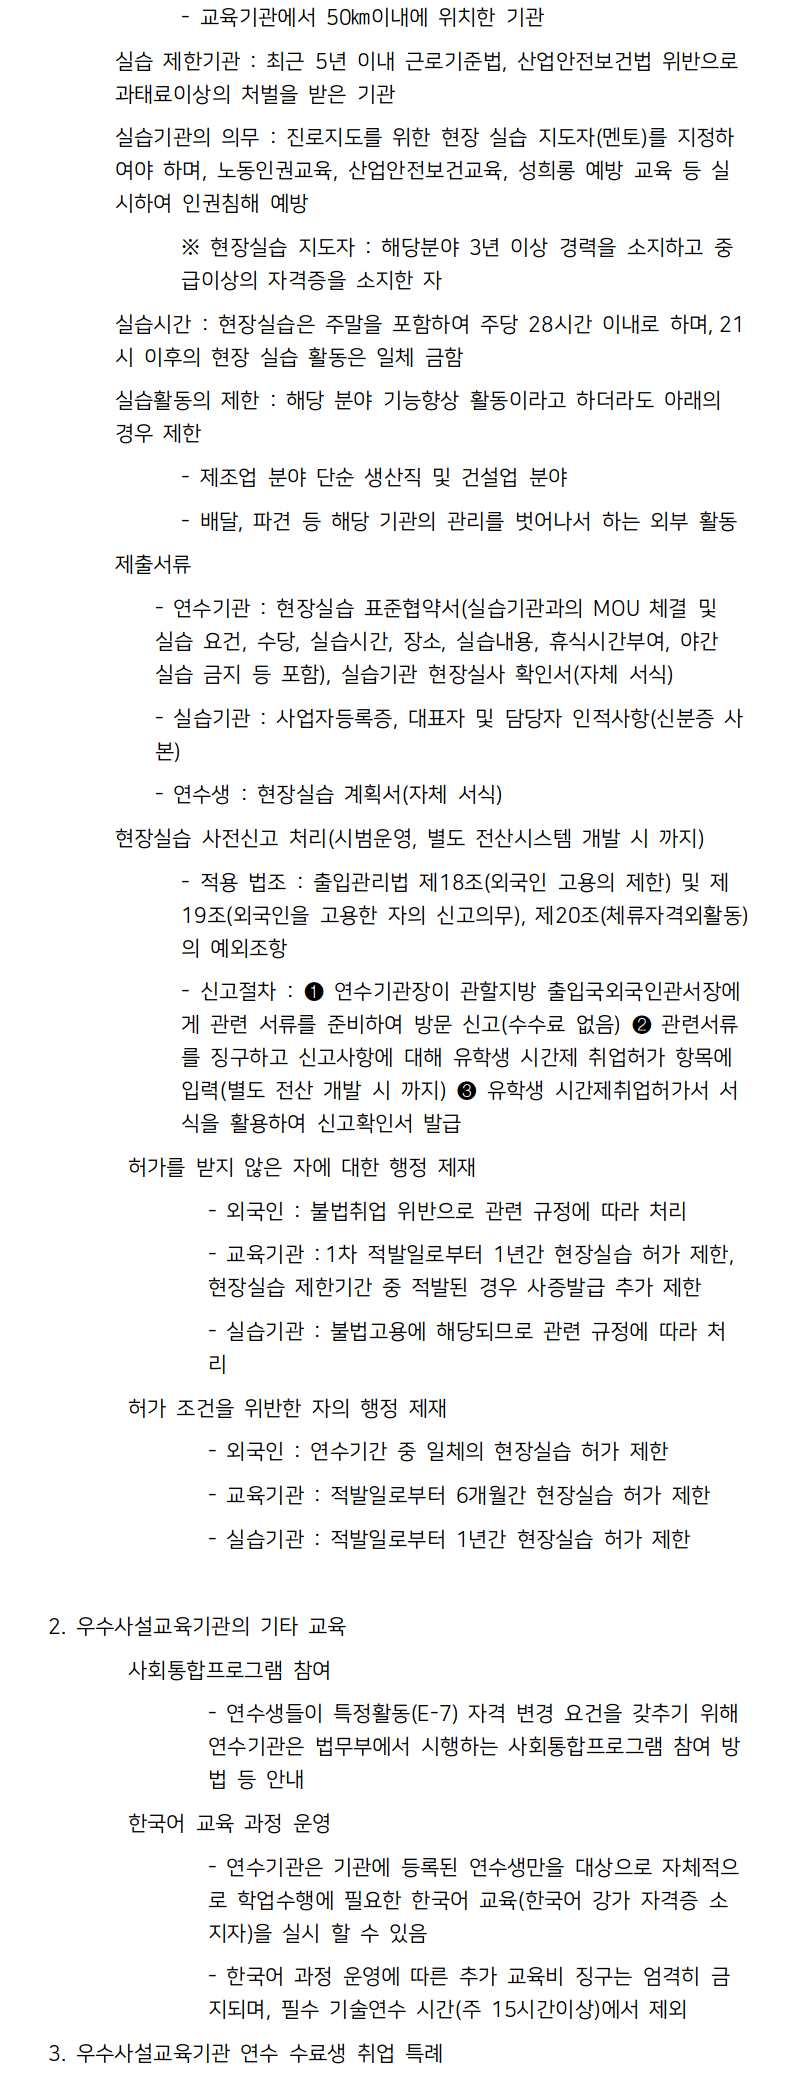 - 교육기관에서 50㎞이내에 위치한 기관
실습 제한기관 : 최근 5년 이내 근로기준법, 산업안전보건법 위반으로
과태료이상의 처벌을 받은 기관
실습기관의 의무 : 진로지도를 위한 현장 실습 지도자(멘토)를 지정하
여야 하며, 노동인권교육, 산업안전보건교육, 성희롱 예방 교육 등 실
시하여 인권침해 예방
※ 현장실습 지도자 : 해당분야 3년 이상 경력을 소지하고 중
급이상의 자격증을 소지한 자
실습시간 : 현장실습은 주말을 포함하여 주당 28시간 이내로 하며, 21
시 이후의 현장 실습 활동은 일체 금함
실습활동의 제한 : 해당 분야 기능향상 활동이라고 하더라도 아래의
경우 제한
- 제조업 분야 단순 생산직 및 건설업 분야
- 배달, 파견 등 해당 기관의 관리를 벗어나서 하는 외부 활동
제출서류
- 연수기관 : 현장실습 표준협약서(실습기관과의 MOU 체결 및
실습 요건, 수당, 실습시간, 장소, 실습내용, 휴식시간부여, 야간
실습 금지 등 포함), 실습기관 현장실사 확인서(자체 서식)
- 실습기관 : 사업자등록증, 대표자 및 담당자 인적사항(신분증 사
본)
- 연수생 : 현장실습 계획서(자체 서식)
현장실습 사전신고 처리(시범운영, 별도 전산시스템 개발 시 까지)
- 적용 법조 : 출입관리법 제18조(외국인 고용의 제한) 및 제
19조(외국인을 고용한 자의 신고의무), 제20조(체류자격외활동)
의 예외조항
- 신고절차 : ❶ 연수기관장이 관할지방 출입국외국인관서장에
게 관련 서류를 준비하여 방문 신고(수수료 없음) ❷ 관련서류
를 징구하고 신고사항에 대해 유학생 시간제 취업허가 항목에
입력(별도 전산 개발 시 까지) ❸ 유학생 시간제취업허가서 서
식을 활용하여 신고확인서 발급
허가를 받지 않은 자에 대한 행정 제재
- 외국인 : 불법취업 위반으로 관련 규정에 따라 처리
- 교육기관 : 1차 적발일로부터 1년간 현장실습 허가 제한,
현장실습 제한기간 중 적발된 경우 사증발급 추가 제한
- 실습기관 : 불법고용에 해당되므로 관련 규정에 따라 처
리
허가 조건을 위반한 자의 행정 제재
- 외국인 : 연수기간 중 일체의 현장실습 허가 제한
- 교육기관 : 적발일로부터 6개월간 현장실습 허가 제한
- 실습기관 : 적발일로부터 1년간 현장실습 허가 제한
2. 우수사설교육기관의 기타 교육
사회통합프로그램 참여
- 연수생들이 특정활동(E-7) 자격 변경 요건을 갖추기 위해
연수기관은 법무부에서 시행하는 사회통합프로그램 참여 방
법 등 안내
한국어 교육 과정 운영
- 연수기관은 기관에 등록된 연수생만을 대상으로 자체적으
로 학업수행에 필요한 한국어 교육(한국어 강가 자격증 소
지자)을 실시 할 수 있음
- 한국어 과정 운영에 따른 추가 교육비 징구는 엄격히 금
지되며, 필수 기술연수 시간(주 15시간이상)에서 제외
3. 우수사설교육기관 연수 수료생 취업 특례